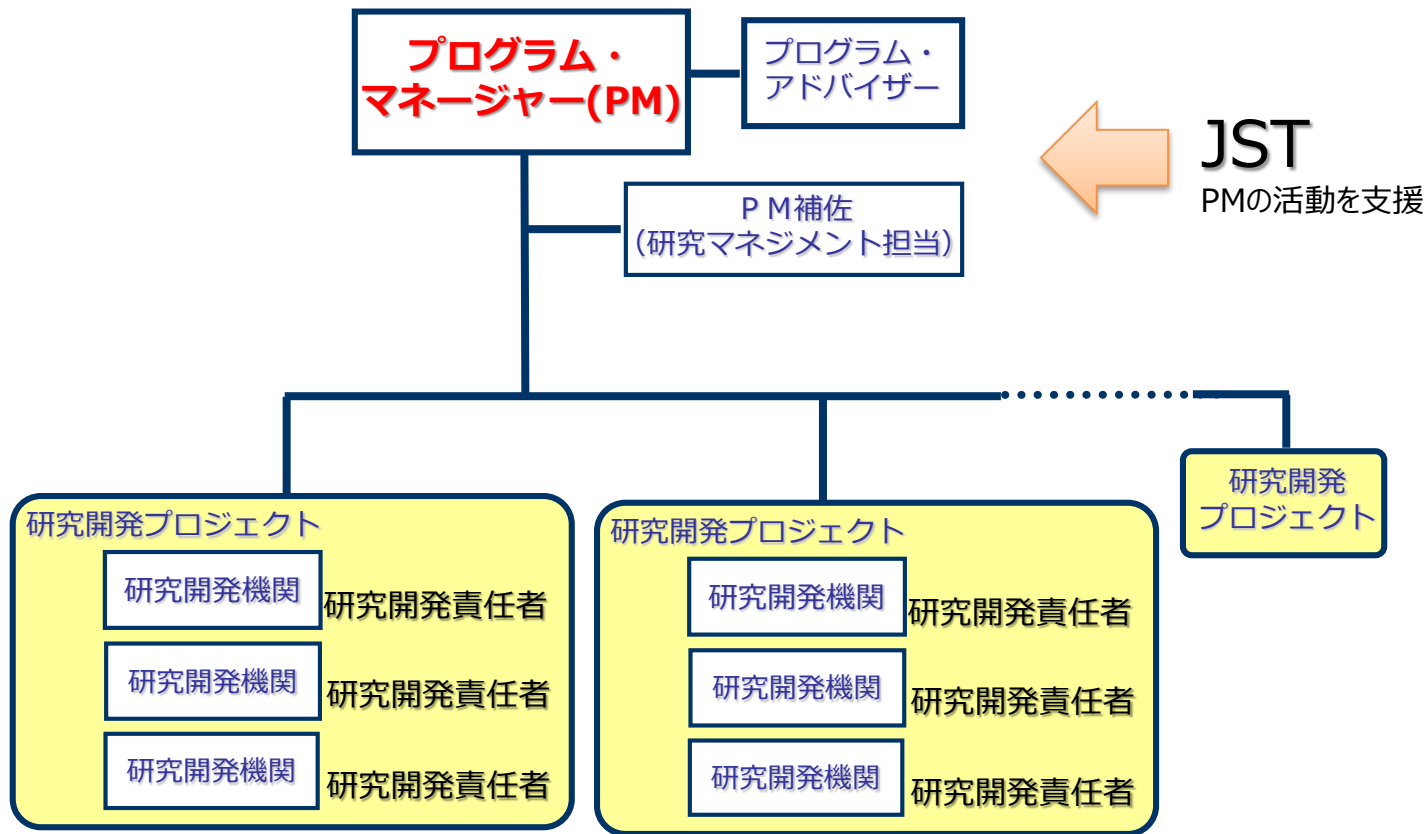 プログラム・
マネージャー(PM)
プログラム・
アドバイザー
JST
PMの活動を支援
ＰＭ補佐
（研究マネジメント担当）
研究開発プロジェクト
研究開発機関
研究開発責任者
研究開発機関
研究開発責任者
研究開発機関
研究開発責任者
研究開発プロジェクト
研究開発機関
研究開発責任者
研究開発機関
研究開発責任者
研究開発機関
研究開発責任者
研究開発
プロジェクト